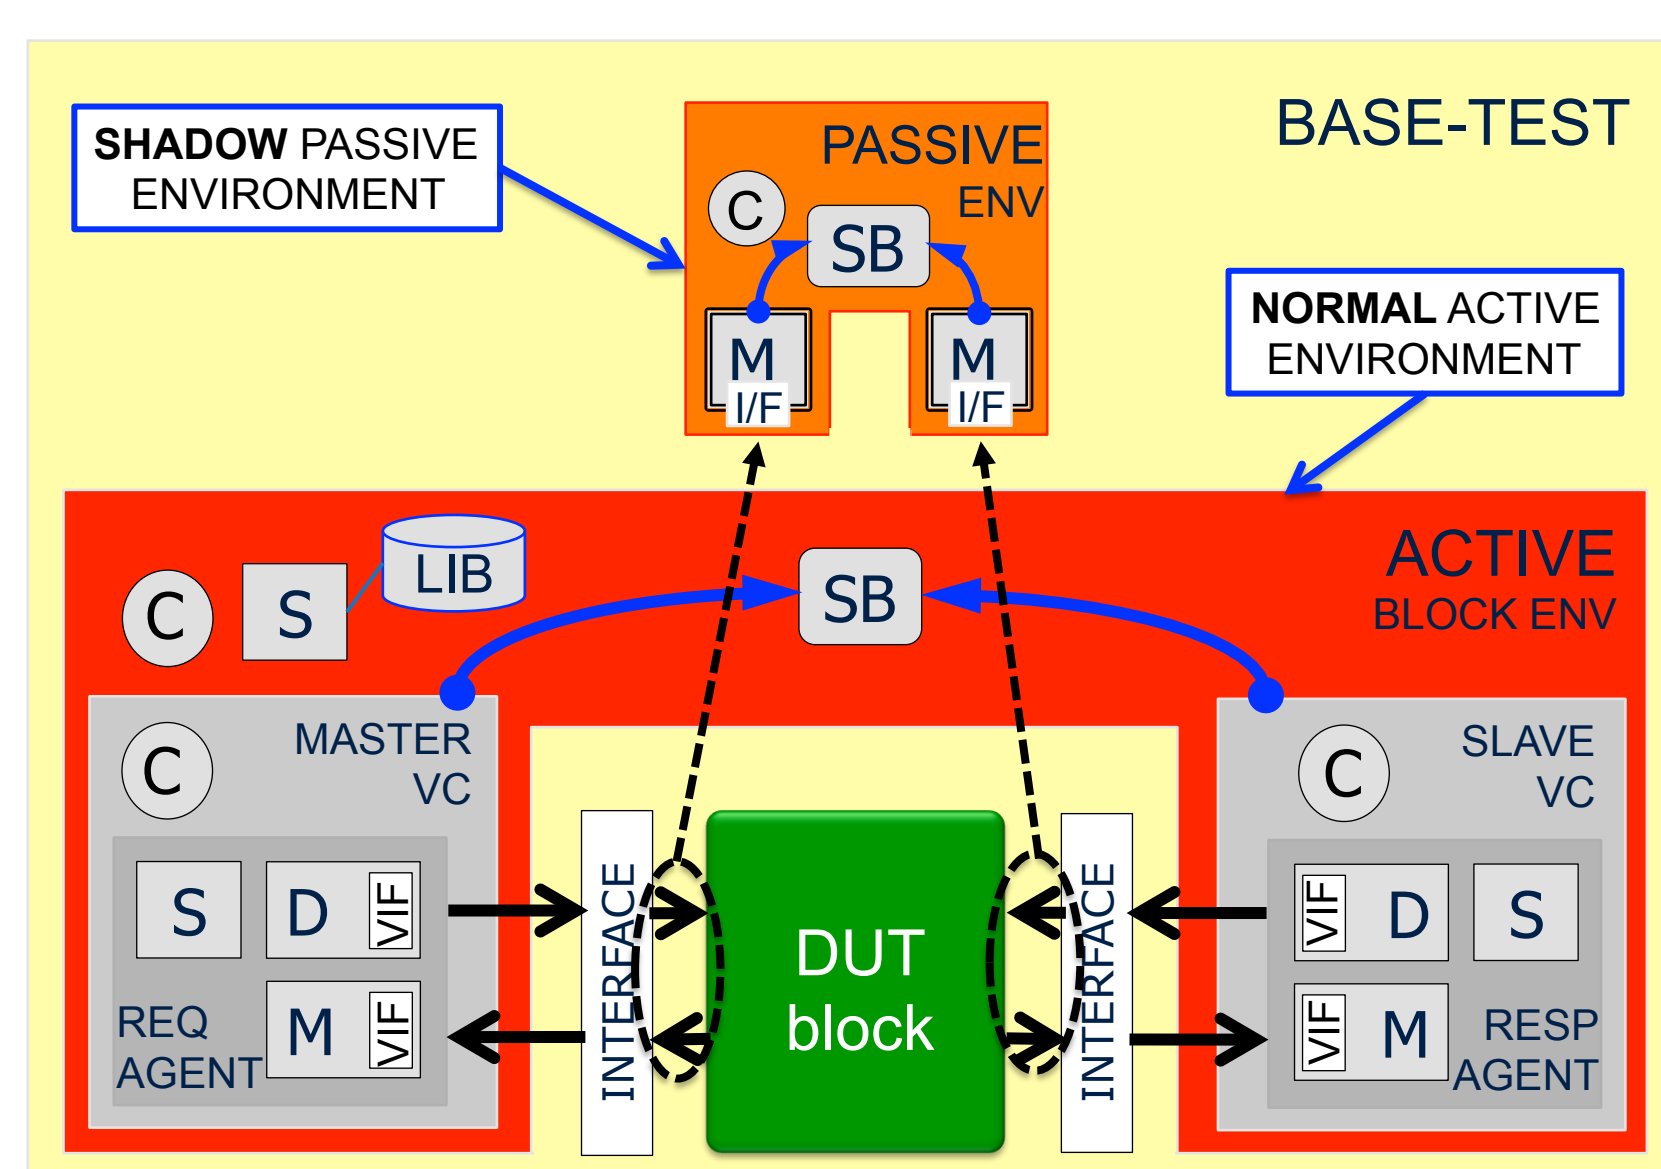 BASE-TEST
SHADOW PASSIVE
ENVIRONMENT
PASSIVE
ENV
C
SB
M
I/F
M
I/F
NORMAL ACTIVE
ENVIRONMENT
ACTIVE
BLOCK ENV
C
S
LIB
SB
MASTER
VC
C
S
D
VIF
REQ
AGENT
M
VIF
INTERFACE
DUT
block
INTERFACE
SLAVE
VC
C
VIF
D
S
VIF
M
RESP
AGENT